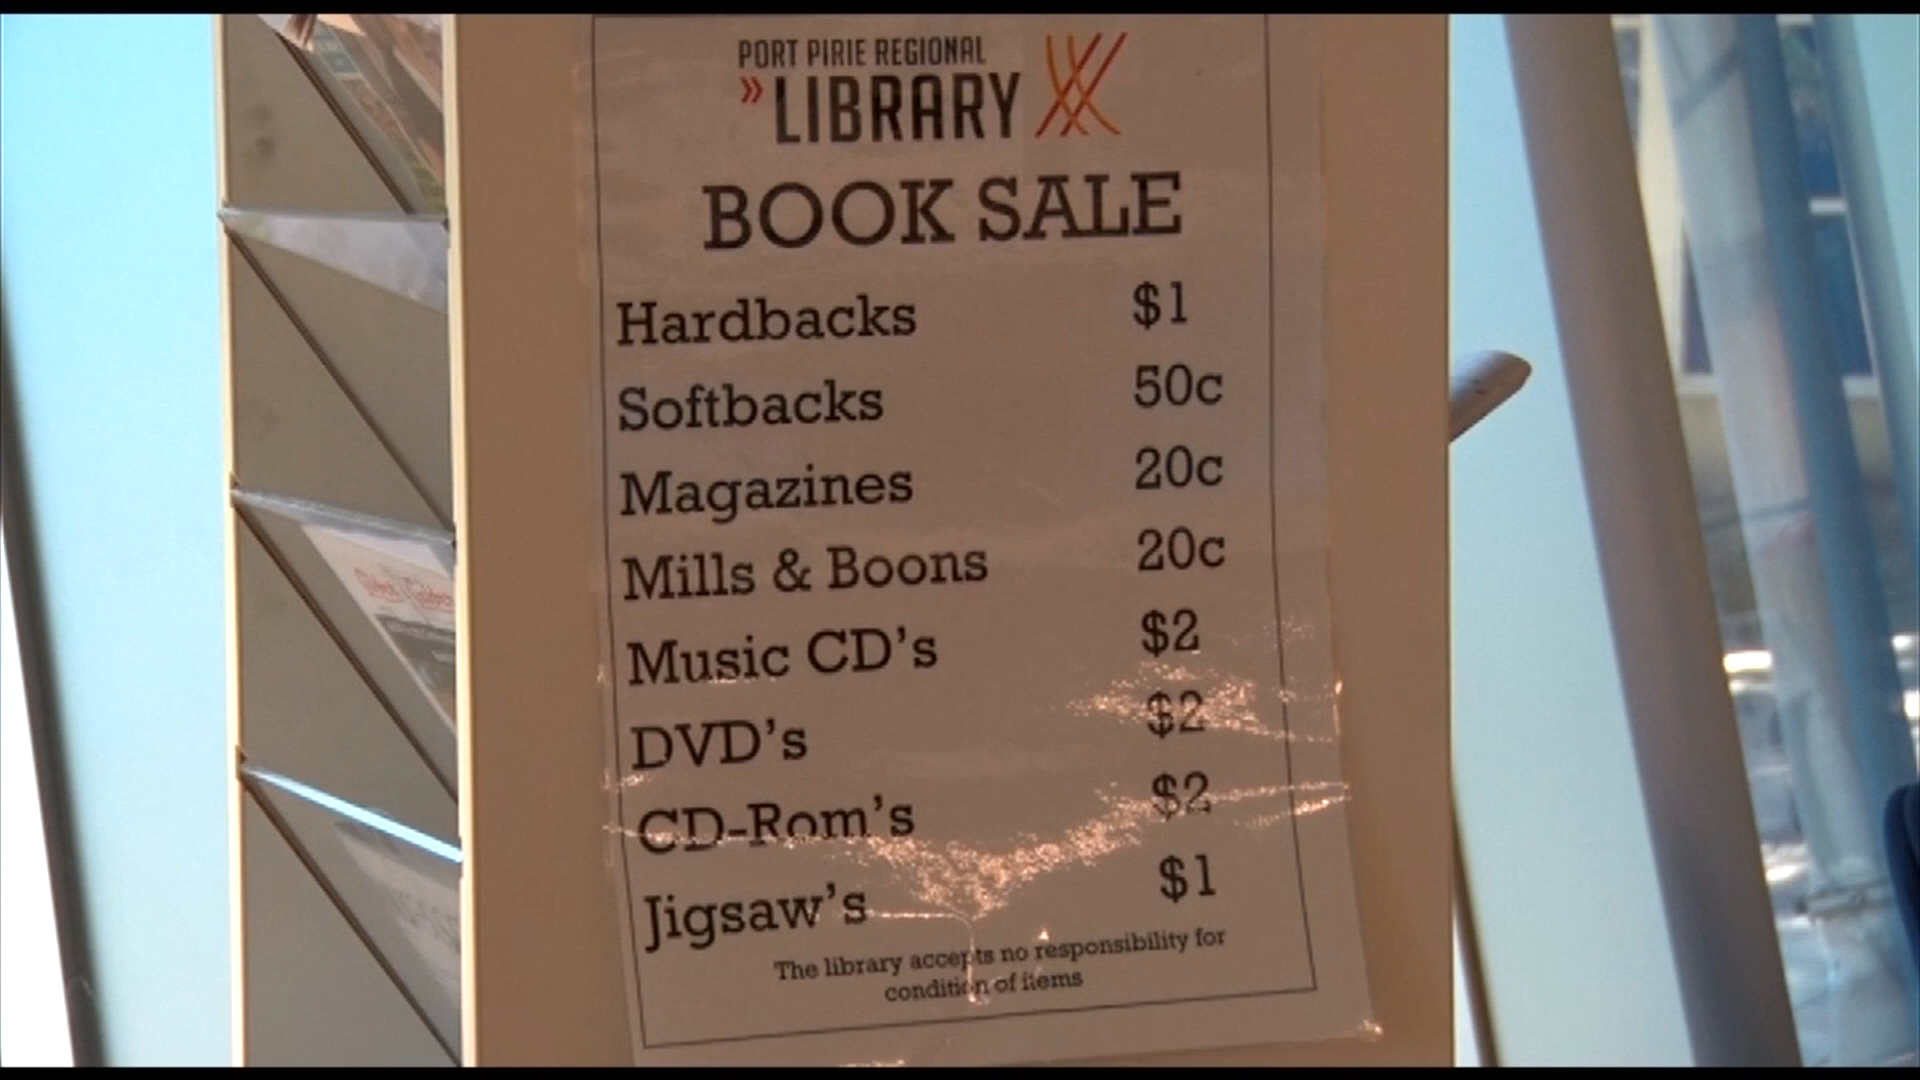 PORT PIRIE REGIONAL
» LIBRARY
BOOK SALE
Hardbacks $1
Softbacks 50c
Magazines 20c
Mills & Boons 20c
Music CD's $2
DVD's $2
CD-Rom's $2
Jigsaw's $1
The library accepts no responsibility for
condition of items